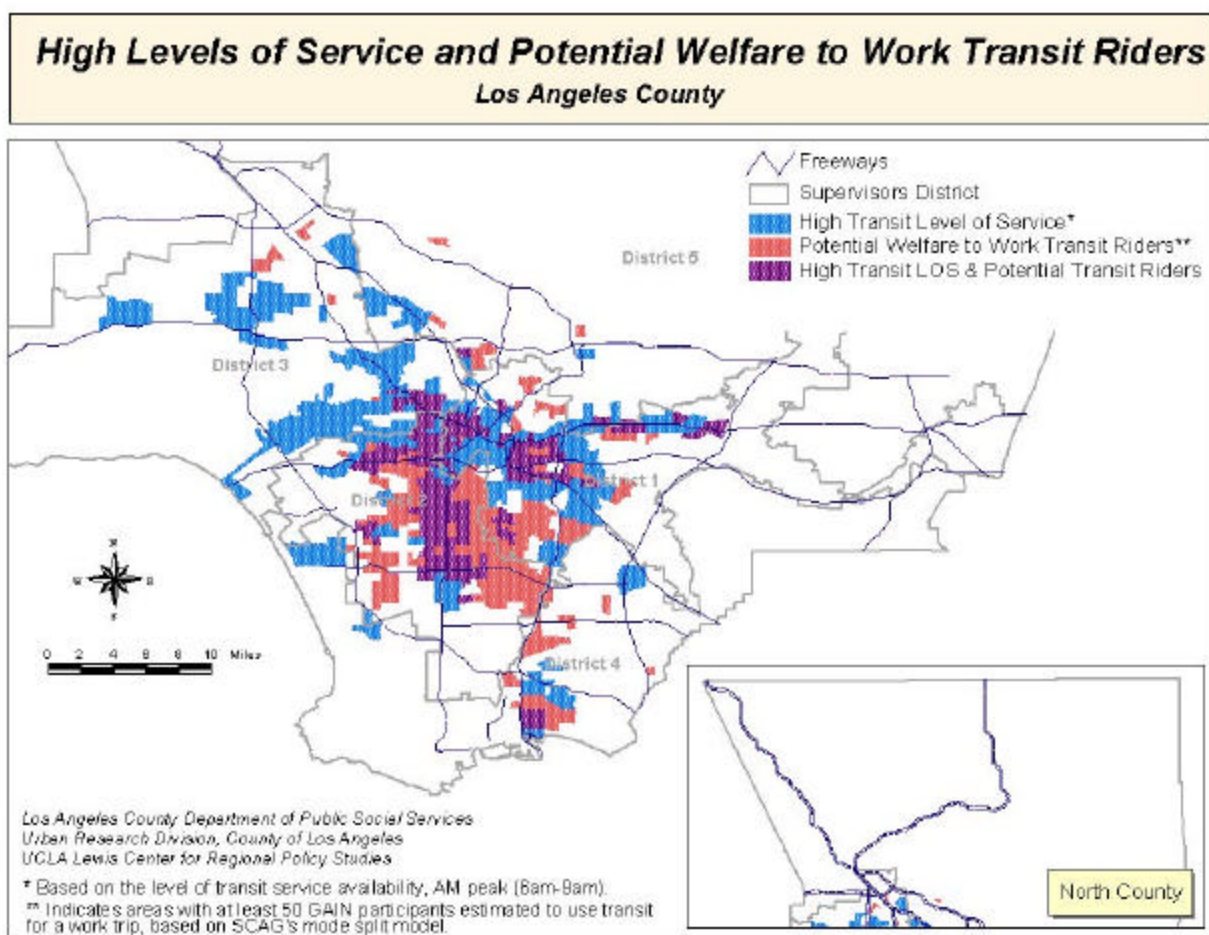 High Levels of Service and Potential Welfare to Work Transit Riders
Los Angeles County
Freeways
Supervisors District
High Transit Level of Service*
Potential Welfare to Work Transit Riders**
High Transit LOS & Potential Transit Riders
District 5
District 3
District 1
District 2
N
W
S
0 2 4 6 8 10 Miles
District 4
Los Angeles County Department of Public Social Services
Urban Research Division, County of Los Angeles
UCLA Lewis Center for Regional Policy Studies
* Based on the level of transit service availability, AM peak (6am-9am).
** Indicates areas with at least 50 GAIN participants estimated to use transit
for a work trip, based on SCAG's mode split model.
North County